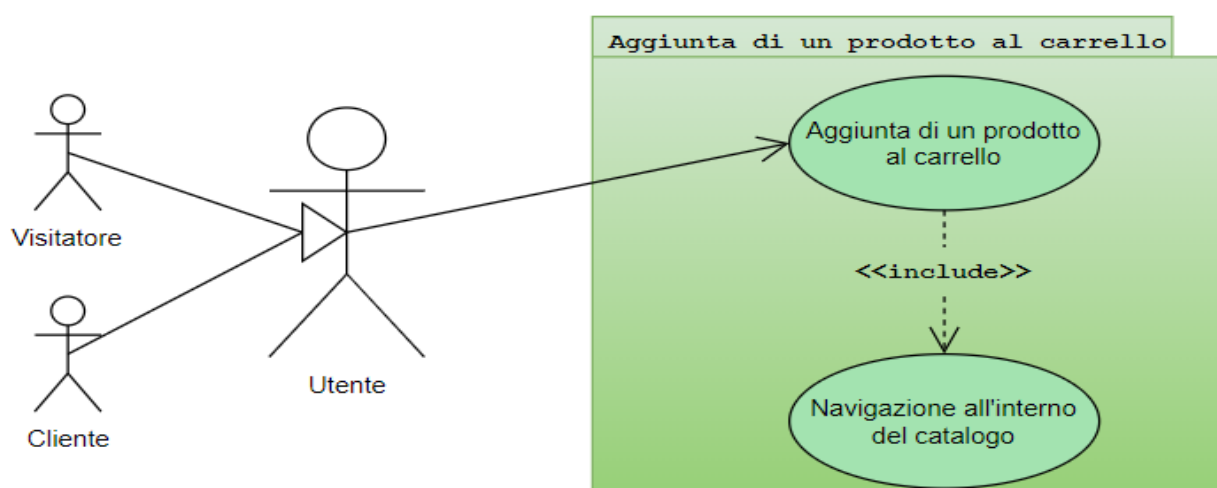 Aggiunta di un prodotto al carrello
Aggiunta di un prodotto
al carrello
Visitatore
<<include>>
Utente
Navigazione all'interno
del catalogo
Cliente